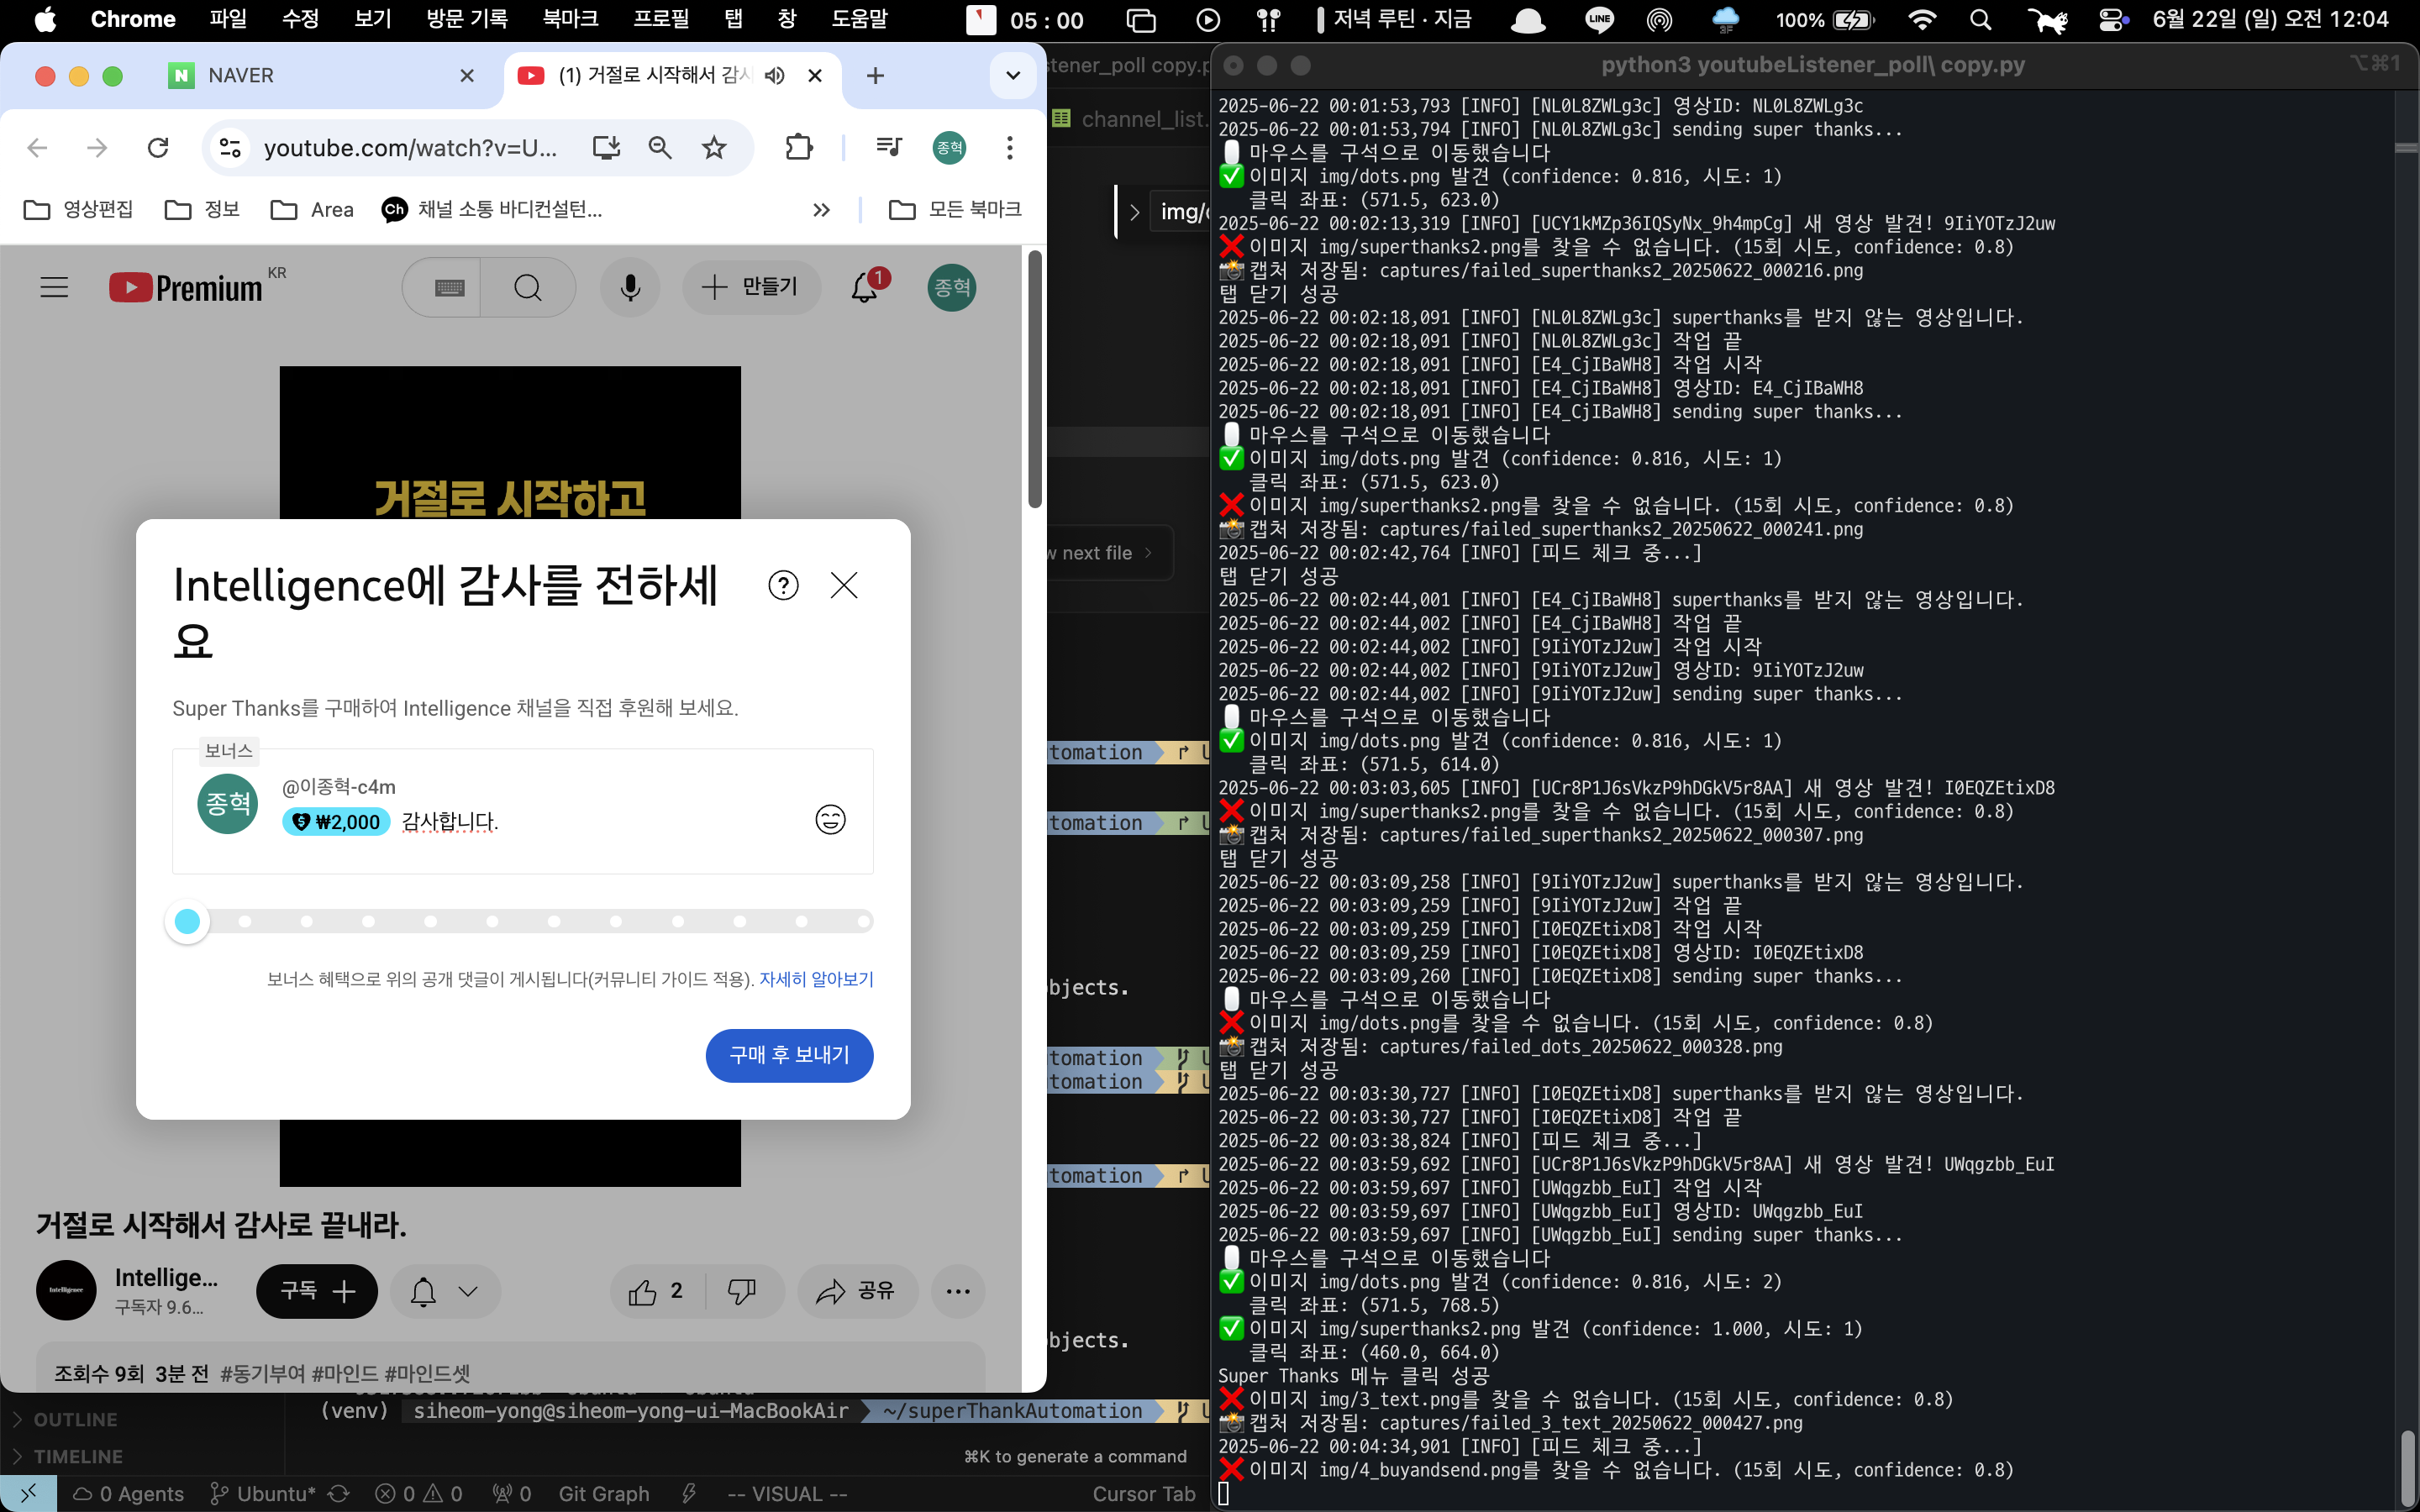 Chrome 파일 수정 보기 방문 기록 북마크 프로필 탭 창 도움말 05 : 00 저녁 루틴 · 지금 LINE 3F 100% 6월 22일 (일) 오전 12:04
N NAVER
(1) 거절로 시작해서 감사
youtube.com/watch?v=U...
종혁
영상편집 정보 Area Ch 채널 소통 바디컨설턴... 모든 북마크
Premium KR
만들기 1 종혁
거절로 시작하고
Intelligence에 감사를 전하세
요
Super Thanks를 구매하여 Intelligence 채널을 직접 후원해 보세요.
보너스
종혁
@이종혁-c4m
₩2,000 감사합니다.
보너스 혜택으로 위의 공개 댓글이 게시됩니다(커뮤니티 가이드 적용). 자세히 알아보기
구매 후 보내기
거절로 시작해서 감사로 끝내라.
Intelligence
Intellige...
구독자 9.6...
구독
2
공유
조회수 9회 3분 전 #동기부여 #마인드 #마인드셋
OUTLINE
TIMELINE
0 Agents Ubuntu* 0 0 0 Git Graph -- VISUAL -- Cursor Tab
stener_poll copy.p
channel_list.
img/
w next file
tomation
tomation
bjects.
tomation
tomation
tomation
bjects.
(venv) siheom-yong@siheom-yong-ui-MacBookAir ~/superThankAutomation
⌘K to generate a command
python3 youtubeListener_poll\ copy.py ⌥⌘1
2025-06-22 00:01:53,793 [INFO] [NL0L8ZWLg3c] 영상ID: NL0L8ZWLg3c
2025-06-22 00:01:53,794 [INFO] [NL0L8ZWLg3c] sending super thanks...
마우스를 구석으로 이동했습니다
✅ 이미지 img/dots.png 발견 (confidence: 0.816, 시도: 1)
클릭 좌표: (571.5, 623.0)
2025-06-22 00:02:13,319 [INFO] [UCY1kMZp36IQSyNx_9h4mpCg] 새 영상 발견! 9IiYOTzJ2uw
❌ 이미지 img/superthanks2.png를 찾을 수 없습니다. (15회 시도, confidence: 0.8)
📸 캡처 저장됨: captures/failed_superthanks2_20250622_000216.png
탭 닫기 성공
2025-06-22 00:02:18,091 [INFO] [NL0L8ZWLg3c] superthanks를 받지 않는 영상입니다.
2025-06-22 00:02:18,091 [INFO] [NL0L8ZWLg3c] 작업 끝
2025-06-22 00:02:18,091 [INFO] [E4_CjIBaWH8] 작업 시작
2025-06-22 00:02:18,091 [INFO] [E4_CjIBaWH8] 영상ID: E4_CjIBaWH8
2025-06-22 00:02:18,091 [INFO] [E4_CjIBaWH8] sending super thanks...
마우스를 구석으로 이동했습니다
✅ 이미지 img/dots.png 발견 (confidence: 0.816, 시도: 1)
클릭 좌표: (571.5, 623.0)
❌ 이미지 img/superthanks2.png를 찾을 수 없습니다. (15회 시도, confidence: 0.8)
📸 캡처 저장됨: captures/failed_superthanks2_20250622_000241.png
2025-06-22 00:02:42,764 [INFO] [피드 체크 중...]
탭 닫기 성공
2025-06-22 00:02:44,001 [INFO] [E4_CjIBaWH8] superthanks를 받지 않는 영상입니다.
2025-06-22 00:02:44,002 [INFO] [E4_CjIBaWH8] 작업 끝
2025-06-22 00:02:44,002 [INFO] [9IiYOTzJ2uw] 작업 시작
2025-06-22 00:02:44,002 [INFO] [9IiYOTzJ2uw] 영상ID: 9IiYOTzJ2uw
2025-06-22 00:02:44,002 [INFO] [9IiYOTzJ2uw] sending super thanks...
마우스를 구석으로 이동했습니다
✅ 이미지 img/dots.png 발견 (confidence: 0.816, 시도: 1)
클릭 좌표: (571.5, 614.0)
2025-06-22 00:03:03,605 [INFO] [UCr8P1J6sVkzP9hDGkV5r8AA] 새 영상 발견! I0EQZEtixD8
❌ 이미지 img/superthanks2.png를 찾을 수 없습니다. (15회 시도, confidence: 0.8)
📸 캡처 저장됨: captures/failed_superthanks2_20250622_000307.png
탭 닫기 성공
2025-06-22 00:03:09,258 [INFO] [9IiYOTzJ2uw] superthanks를 받지 않는 영상입니다.
2025-06-22 00:03:09,259 [INFO] [9IiYOTzJ2uw] 작업 끝
2025-06-22 00:03:09,259 [INFO] [I0EQZEtixD8] 작업 시작
2025-06-22 00:03:09,259 [INFO] [I0EQZEtixD8] 영상ID: I0EQZEtixD8
2025-06-22 00:03:09,260 [INFO] [I0EQZEtixD8] sending super thanks...
마우스를 구석으로 이동했습니다
❌ 이미지 img/dots.png를 찾을 수 없습니다. (15회 시도, confidence: 0.8)
📸 캡처 저장됨: captures/failed_dots_20250622_000328.png
탭 닫기 성공
2025-06-22 00:03:30,727 [INFO] [I0EQZEtixD8] superthanks를 받지 않는 영상입니다.
2025-06-22 00:03:30,727 [INFO] [I0EQZEtixD8] 작업 끝
2025-06-22 00:03:38,824 [INFO] [피드 체크 중...]
2025-06-22 00:03:59,692 [INFO] [UCr8P1J6sVkzP9hDGkV5r8AA] 새 영상 발견! UWqgzbb_EuI
2025-06-22 00:03:59,697 [INFO] [UWqgzbb_EuI] 작업 시작
2025-06-22 00:03:59,697 [INFO] [UWqgzbb_EuI] 영상ID: UWqgzbb_EuI
2025-06-22 00:03:59,697 [INFO] [UWqgzbb_EuI] sending super thanks...
마우스를 구석으로 이동했습니다
✅ 이미지 img/dots.png 발견 (confidence: 0.816, 시도: 2)
클릭 좌표: (571.5, 768.5)
✅ 이미지 img/superthanks2.png 발견 (confidence: 1.000, 시도: 1)
클릭 좌표: (460.0, 664.0)
Super Thanks 메뉴 클릭 성공
❌ 이미지 img/3_text.png를 찾을 수 없습니다. (15회 시도, confidence: 0.8)
📸 캡처 저장됨: captures/failed_3_text_20250622_000427.png
2025-06-22 00:04:34,901 [INFO] [피드 체크 중...]
❌ 이미지 img/4_buyandsend.png를 찾을 수 없습니다. (15회 시도, confidence: 0.8)